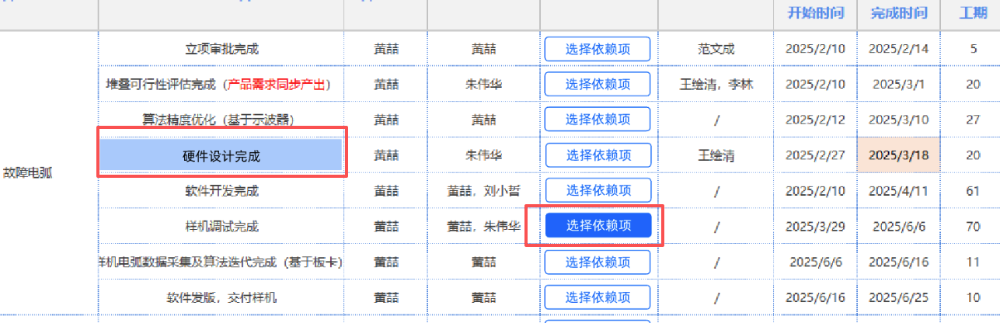 开始时间 完成时间 工期
立项审批完成 黄喆 黄喆 选择依赖项 范文成 2025/2/10 2025/2/14 5
堆叠可行性评估完成（产品需求同步产出） 黄喆 朱伟华 选择依赖项 王绘清，李林 2025/2/10 2025/3/1 20
算法精度优化（基于示波器） 黄喆 黄喆 选择依赖项 / 2025/2/12 2025/3/10 27
硬件设计完成 黄喆 朱伟华 选择依赖项 王绘清 2025/2/27 2025/3/18 20
故障电弧
软件开发完成 黄喆 黄喆，刘小哲 选择依赖项 / 2025/2/10 2025/4/11 61
样机调试完成 黄喆 黄喆，朱伟华 选择依赖项 / 2025/3/29 2025/6/6 70
样机电弧数据采集及算法迭代完成（基于板卡） 黄喆 黄喆 选择依赖项 / 2025/6/6 2025/6/16 11
软件发版，交付样机 黄喆 黄喆 选择依赖项 / 2025/6/16 2025/6/25 10